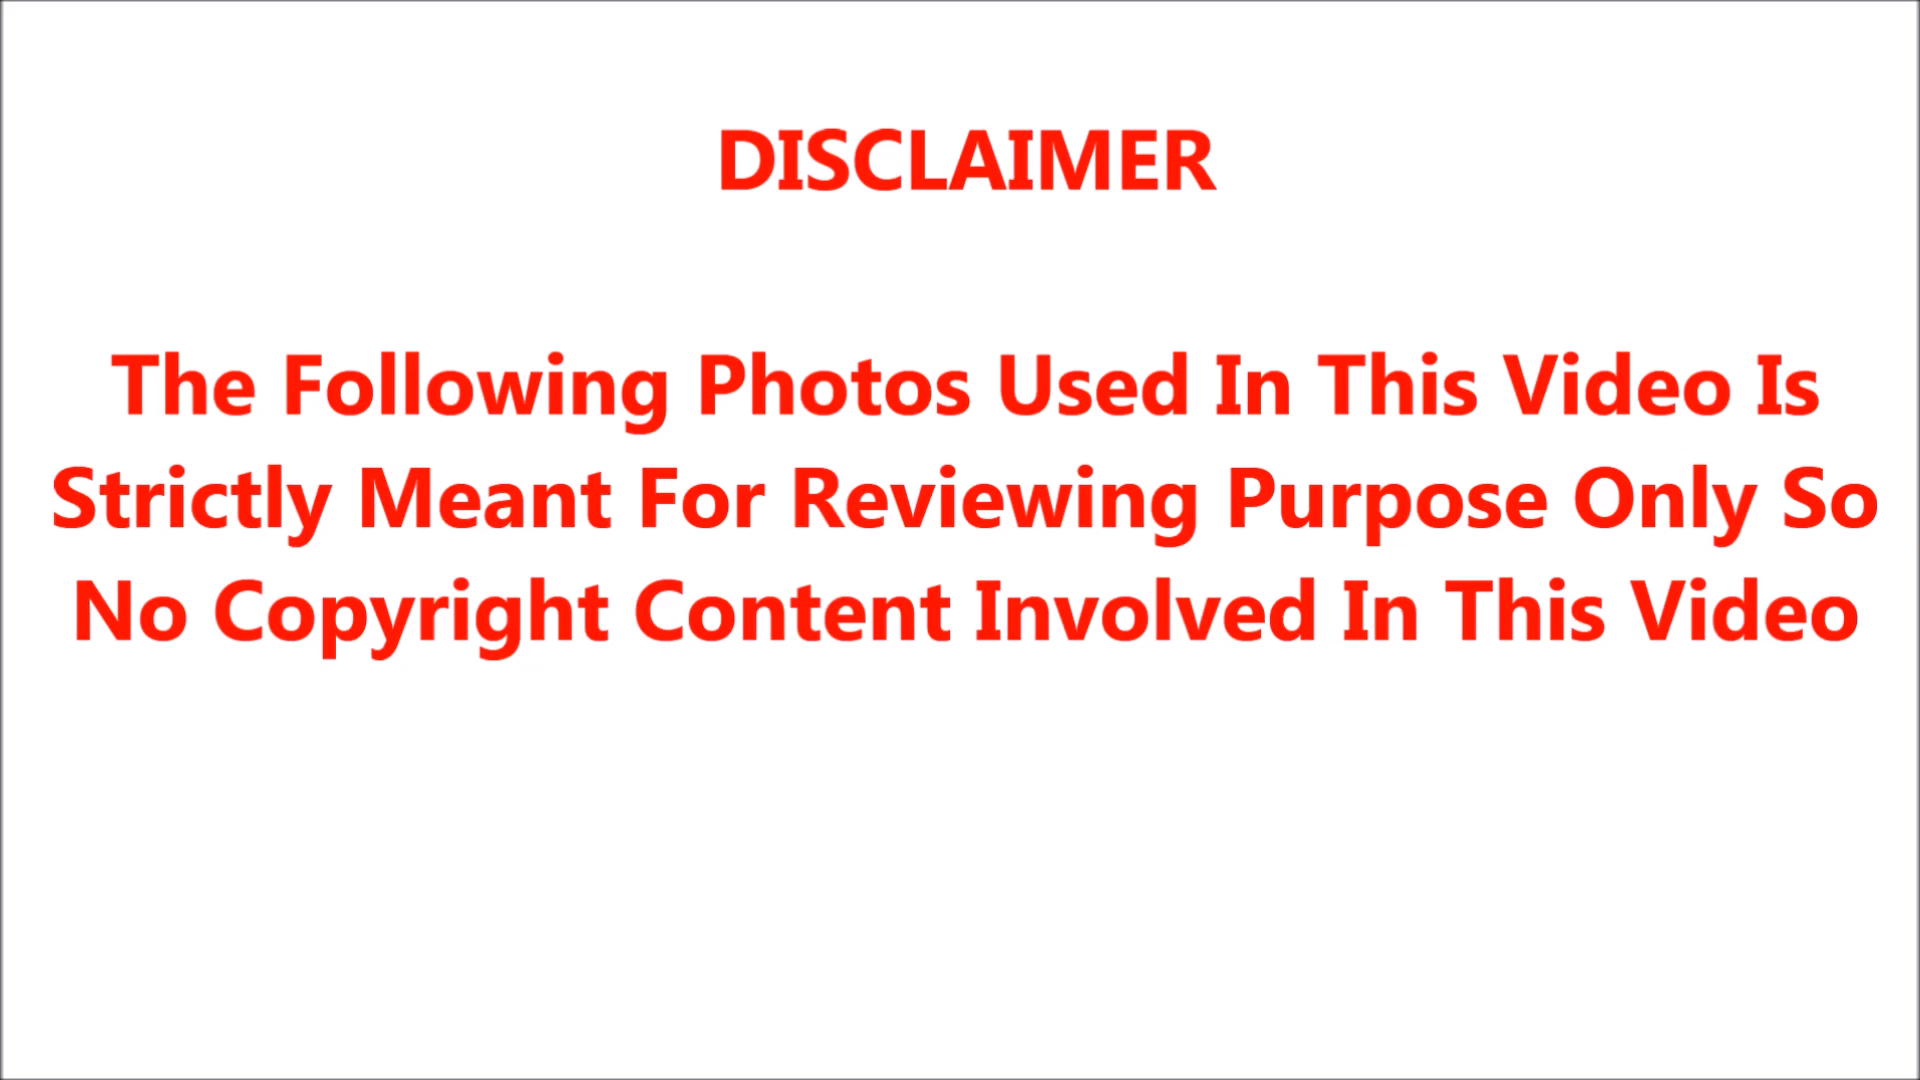 DISCLAIMER
The Following Photos Used In This Video Is
Strictly Meant For Reviewing Purpose Only So
No Copyright Content Involved In This Video